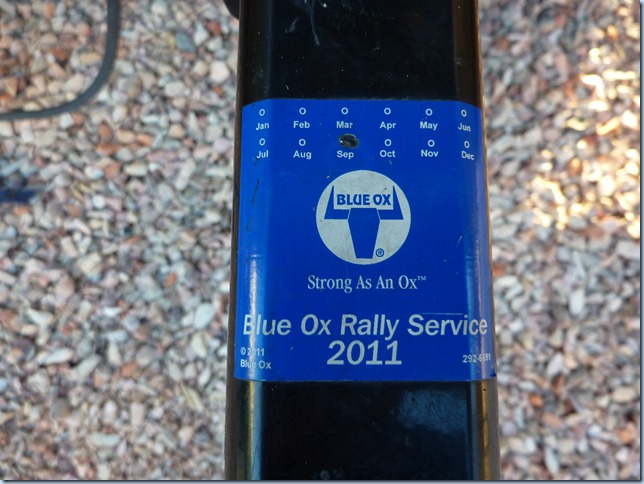 Jan Feb Mar Apr May Jun
Jul Aug Sep Oct Nov Dec
BLUE OX
®
Strong As An Ox™
Blue Ox Rally Service
2011
© 2011
Blue Ox